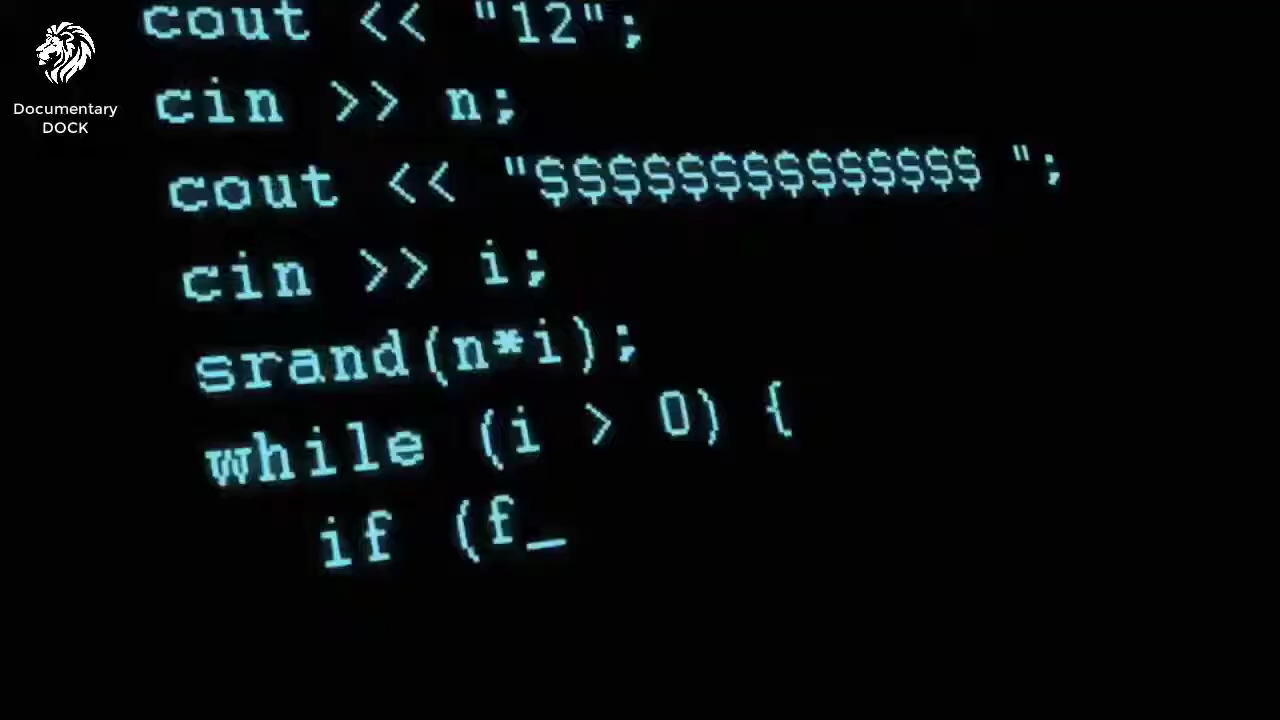 Documentary
DOCK
cout << "12";
cin >> n;
cout << "$$$$$$$$$$$$$$ ";
cin >> i;
srand(n*i);
while (i > 0) {
if (f_